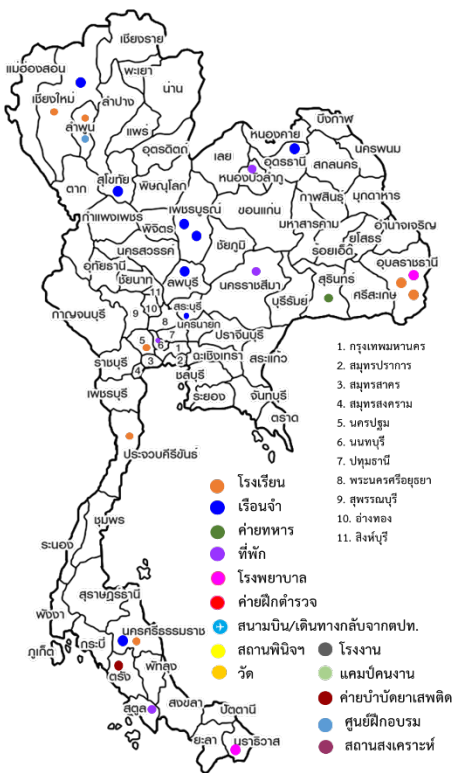 เชียงราย
แม่ฮ่องสอน
พะเยา
น่าน
เชียงใหม่
ลำปาง
ลำพูน
แพร่
อุตรดิตถ์
ตาก
สุโขทัย
พิษณุโลก
กำแพงเพชร
พิจิตร
เพชรบูรณ์
เลย
หนองบัวลำภู
หนองคาย
อุดรธานี
บึงกาฬ
นครพนม
สกลนคร
กาฬสินธุ์
มุกดาหาร
ขอนแก่น
มหาสารคาม
ร้อยเอ็ด
ยโสธร
อำนาจเจริญ
อุบลราชธานี
ชัยภูมิ
นครราชสีมา
บุรีรัมย์
สุรินทร์
ศรีสะเกษ
นครสวรรค์
อุทัยธานี
ชัยนาท
ลพบุรี
สระบุรี
นครนายก
กาญจนบุรี
11
10
9
8
7
5
6
1
3
2
4
ปราจีนบุรี
ฉะเชิงเทรา
สระแก้ว
ราชบุรี
เพชรบุรี
ชลบุรี
ระยอง
จันทบุรี
ตราด
ประจวบคีรีขันธ์
ชุมพร
ระนอง
สุราษฎร์ธานี
พังงา
ภูเก็ต
กระบี่
นครศรีธรรมราช
ตรัง
พัทลุง
สตูล
สงขลา
ปัตตานี
ยะลา
นราธิวาส
1. กรุงเทพมหานคร
2. สมุทรปราการ
3. สมุทรสาคร
4. สมุทรสงคราม
5. นครปฐม
6. นนทบุรี
7. ปทุมธานี
8. พระนครศรีอยุธยา
9. สุพรรณบุรี
10. อ่างทอง
11. สิงห์บุรี
โรงเรียน
เรือนจำ
ค่ายทหาร
ที่พัก
โรงพยาบาล
ค่ายฝึกตำรวจ
สนามบิน/เดินทางกลับจากตปท.
สถานพินิจฯ
วัด
โรงงาน
แคมป์คนงาน
ค่ายบำบัดยาเสพติด
ศูนย์ฝึกอบรม
สถานสงเคราะห์